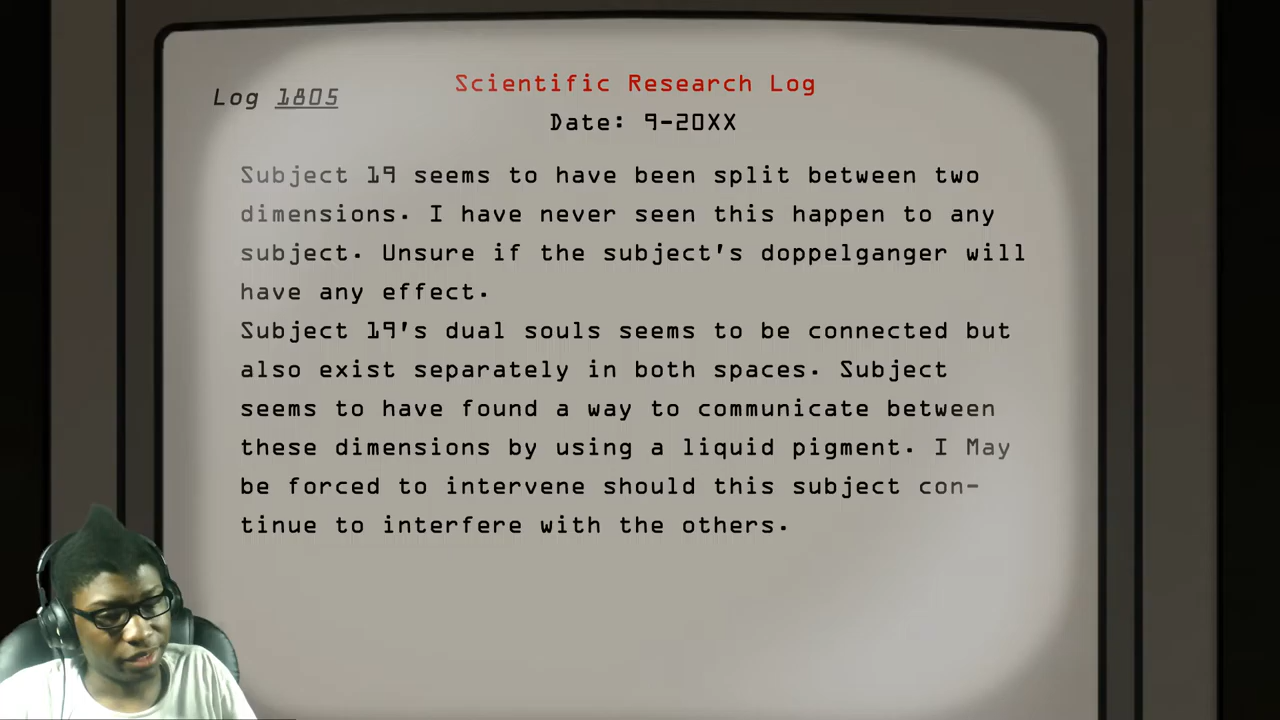 Log 1805
Scientific Research Log
Date: 9-20XX
Subject 19 seems to have been split between two
dimensions. I have never seen this happen to any
subject. Unsure if the subject's doppelganger will
have any effect.
Subject 19's dual souls seems to be connected but
also exist separately in both spaces. Subject
seems to have found a way to communicate between
these dimensions by using a liquid pigment. I May
be forced to intervene should this subject con-
tinue to interfere with the others.